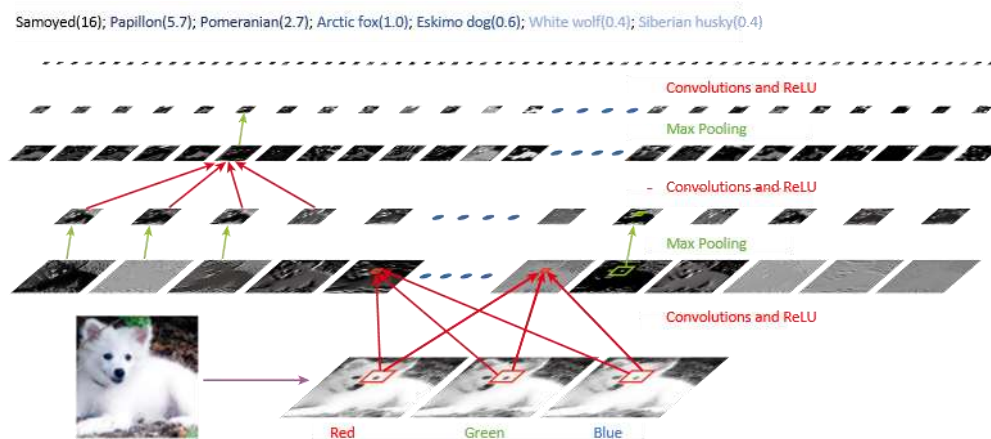 Samoyed(16); Papillon(5.7); Pomeranian(2.7); Arctic fox(1.0); Eskimo dog(0.6); White wolf(0.4); Siberian husky(0.4)
Convolutions and ReLU
Max Pooling
Convolutions and ReLU
Max Pooling
Convolutions and ReLU
Red Green Blue